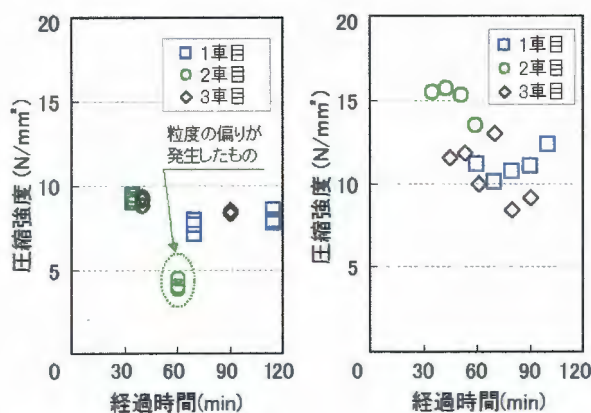 圧縮強度 (N/mm²)
20
15
10
5
0
30
60
90
120
経過時間(min)
1車目
2車目
3車目
粒度の偏りが
発生したもの
圧縮強度 (N/mm²)
20
15
10
5
0
30
60
90
120
経過時間(min)
1車目
2車目
3車目